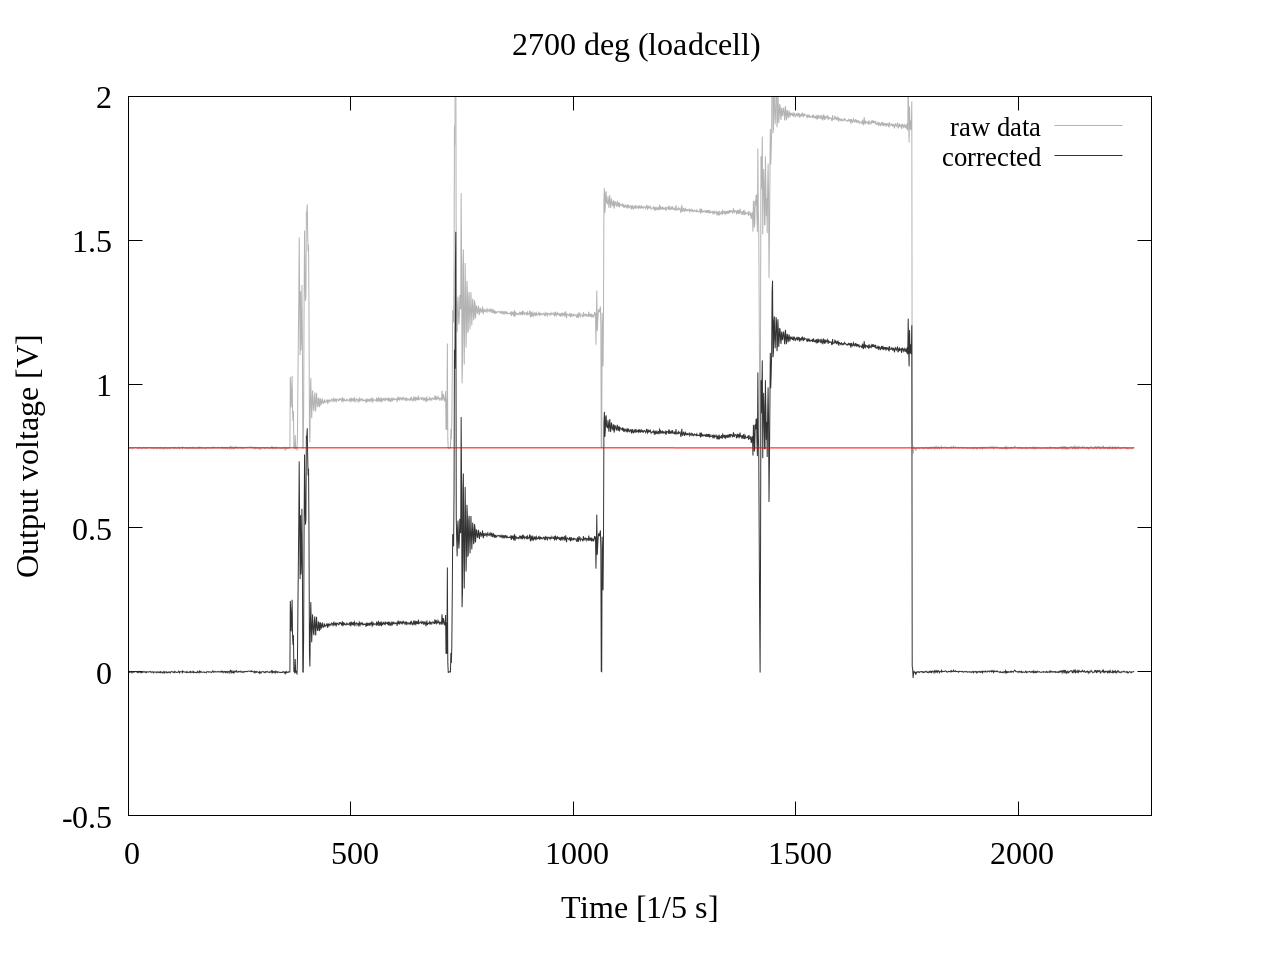 2700 deg (loadcell)
2
raw data
corrected
1.5
1
0.5
0
-0.5
Output voltage [V]
0 500 1000 1500 2000
Time [1/5 s]